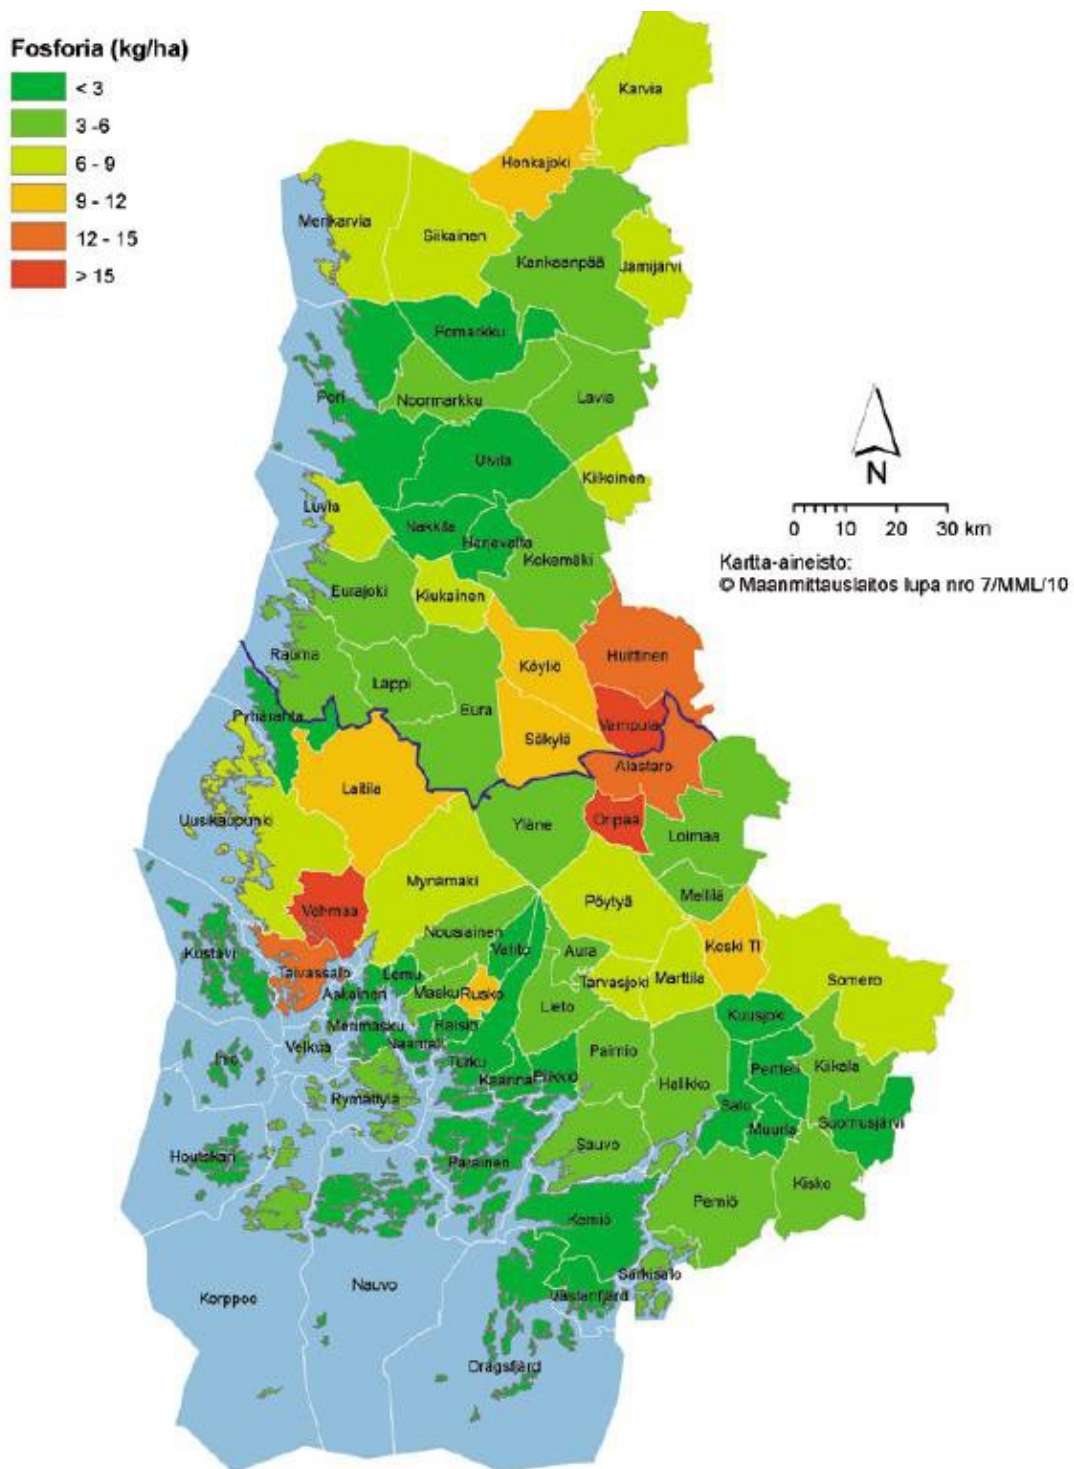 Fosforia (kg/ha)
< 3
3 - 6
6 - 9
9 - 12
12 - 15
> 15
Karvia
Honkajoki
Merikarvia
Siikainen
Kankaanpää
Jämijärvi
Pomarkku
Pori
Noormarkku
Lavia
Ulvila
Kiikoinen
Luvia
Nakkila
Harjavalta
Kokemäki
Eurajoki
Kiukainen
Rauma
Lappi
Eura
Köyliö
Huittinen
Pyhäranta
Säkylä
Vampula
Alastaro
Laitila
Uusikaupunki
Yläne
Oripää
Loimaa
Mynämäki
Mellilä
Vehmaa
Pöytyä
Nousiainen
Koski Tl
Kustavi
Vahto
Aura
Taivassalo
Lemu
Askainen
Masku
Rusko
Tarvasjoki
Marttila
Somero
Lieto
Merimasku
Raisio
Kuusjoki
Velkua
Naantali
Iniö
Turku
Paimio
Pertteli
Kiikala
Kaarina
Piikkiö
Halikko
Rymättylä
Salo
Muurla
Suomusjärvi
Sauvo
Houtskari
Parainen
Perniö
Kisko
Kemiö
Särkisalo
Nauvo
Västanfjärd
Korppoo
Dragsfjärd
N
0 10 20 30 km
Kartta-aineisto:
© Maanmittauslaitos lupa nro 7/MML/10